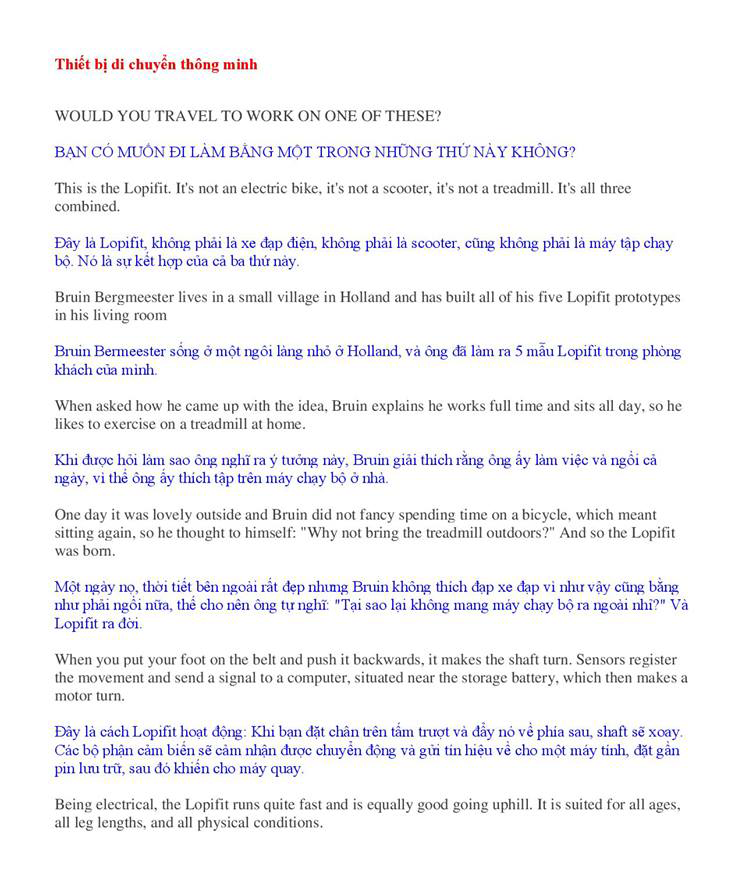 Thiết bị di chuyển thông minh
WOULD YOU TRAVEL TO WORK ON ONE OF THESE?
BẠN CÓ MUỐN ĐI LÀM BẰNG MỘT TRONG NHỮNG THỨ NÀY KHÔNG?
This is the Lopifit. It's not an electric bike, it's not a scooter, it's not a treadmill. It's all three
combined.
Đây là Lopifit, không phải là xe đạp điện, không phải là scooter, cũng không phải là máy tập chạy
bộ. Nó là sự kết hợp của cả ba thứ này.
Bruin Bergmeester lives in a small village in Holland and has built all of his five Lopifit prototypes
in his living room
Bruin Bermeester sống ở một ngôi làng nhỏ ở Holland, và ông đã làm ra 5 mẫu Lopifit trong phòng
khách của mình.
When asked how he came up with the idea, Bruin explains he works full time and sits all day, so he
likes to exercise on a treadmill at home.
Khi được hỏi làm sao ông nghĩ ra ý tưởng này, Bruin giải thích rằng ông ấy làm việc và ngồi cả
ngày, vì thế ông ấy thích tập trên máy chạy bộ ở nhà.
One day it was lovely outside and Bruin did not fancy spending time on a bicycle, which meant
sitting again, so he thought to himself: "Why not bring the treadmill outdoors?" And so the Lopifit
was born.
Một ngày nọ, thời tiết bên ngoài rất đẹp nhưng Bruin không thích đạp xe đạp vì như vậy cũng bằng
như phải ngồi nữa, thế cho nên ông tự nghĩ: "Tại sao lại không mang máy chạy bộ ra ngoài nhỉ?" Và
Lopifit ra đời.
When you put your foot on the belt and push it backwards, it makes the shaft turn. Sensors register
the movement and send a signal to a computer, situated near the storage battery, which then makes a
motor turn.
Đây là cách Lopifit hoạt động: Khi bạn đặt chân trên tấm trượt và đẩy nó về phía sau, shaft sẽ xoay.
Các bộ phận cảm biến sẽ cảm nhận được chuyển động và gửi tín hiệu về cho một máy tính, đặt gần
pin lưu trữ, sau đó khiến cho máy quay.
Being electrical, the Lopifit runs quite fast and is equally good going uphill. It is suited for all ages,
all leg lengths, and all physical conditions.